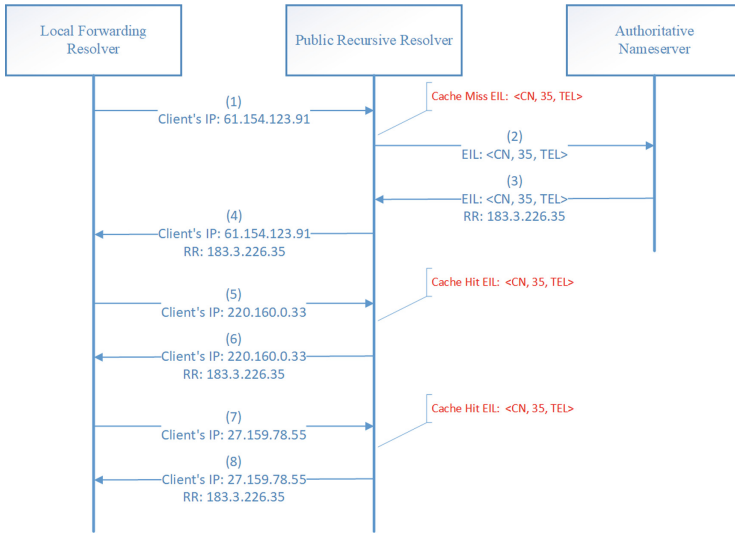 Local Forwarding
Resolver
Public Recursive Resolver
Authoritative
Nameserver
(1)
Client's IP: 61.154.123.91
Cache Miss EIL: <CN, 35, TEL>
(2)
EIL: <CN, 35, TEL>
(3)
EIL: <CN, 35, TEL>
RR: 183.3.226.35
(4)
Client's IP: 61.154.123.91
RR: 183.3.226.35
Cache Hit EIL: <CN, 35, TEL>
(5)
Client's IP: 220.160.0.33
(6)
Client's IP: 220.160.0.33
RR: 183.3.226.35
Cache Hit EIL: <CN, 35, TEL>
(7)
Client's IP: 27.159.78.55
(8)
Client's IP: 27.159.78.55
RR: 183.3.226.35